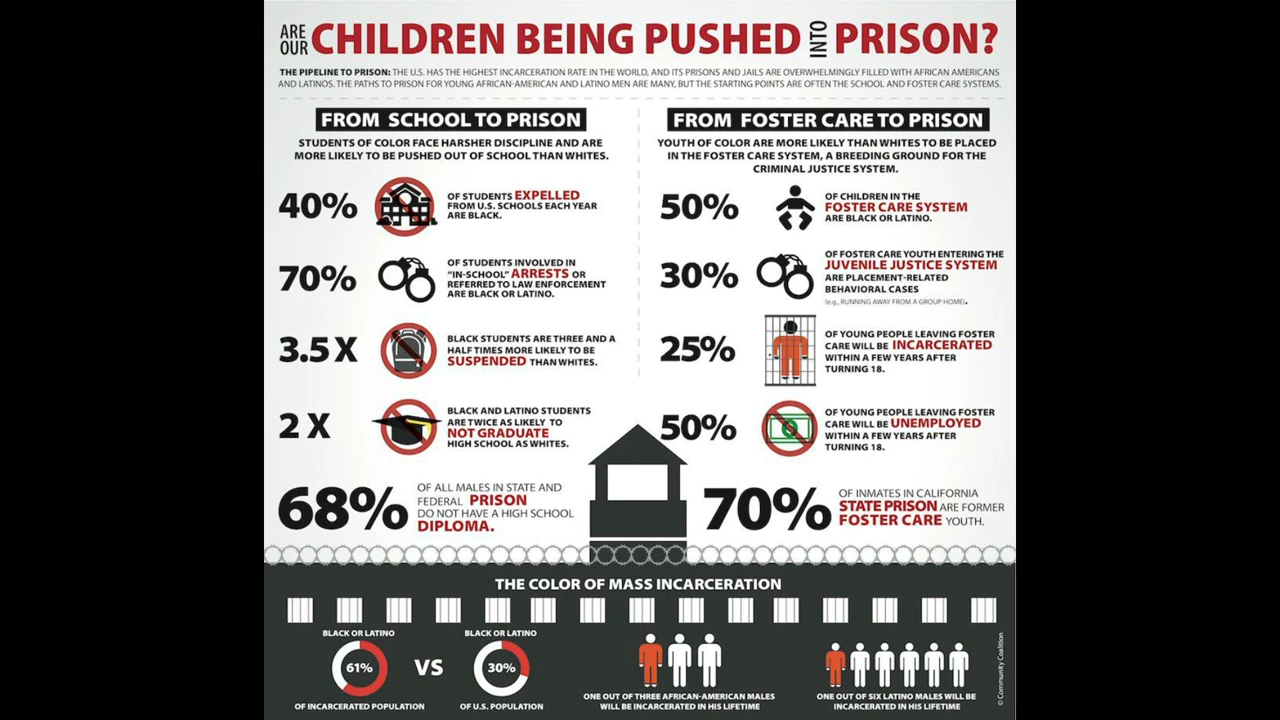 ARE OUR CHILDREN BEING PUSHED INTO PRISON?
THE PIPELINE TO PRISON: THE U.S. HAS THE HIGHEST INCARCERATION RATE IN THE WORLD, AND ITS PRISONS AND JAILS ARE OVERWHELMINGLY FILLED WITH AFRICAN AMERICANS
AND LATINOS. THE PATHS TO PRISON FOR YOUNG AFRICAN-AMERICAN AND LATINO MEN ARE MANY, BUT THE STARTING POINTS ARE OFTEN THE SCHOOL AND FOSTER CARE SYSTEMS.
FROM SCHOOL TO PRISON
STUDENTS OF COLOR FACE HARSHER DISCIPLINE AND ARE
MORE LIKELY TO BE PUSHED OUT OF SCHOOL THAN WHITES.
40%
OF STUDENTS EXPELLED
FROM U.S. SCHOOLS EACH YEAR
ARE BLACK.
70%
OF STUDENTS INVOLVED IN
"IN-SCHOOL" ARRESTS OR
REFERRED TO LAW ENFORCEMENT
ARE BLACK OR LATINO.
3.5 X
BLACK STUDENTS ARE THREE AND A
HALF TIMES MORE LIKELY TO BE
SUSPENDED THAN WHITES.
2 X
BLACK AND LATINO STUDENTS
ARE TWICE AS LIKELY TO
NOT GRADUATE
HIGH SCHOOL AS WHITES.
68%
OF ALL MALES IN STATE AND
FEDERAL PRISON
DO NOT HAVE A HIGH SCHOOL
DIPLOMA.
FROM FOSTER CARE TO PRISON
YOUTH OF COLOR ARE MORE LIKELY THAN WHITES TO BE PLACED
IN THE FOSTER CARE SYSTEM, A BREEDING GROUND FOR THE
CRIMINAL JUSTICE SYSTEM.
50%
OF CHILDREN IN THE
FOSTER CARE SYSTEM
ARE BLACK OR LATINO.
30%
OF FOSTER CARE YOUTH ENTERING THE
JUVENILE JUSTICE SYSTEM
ARE PLACEMENT-RELATED
BEHAVIORAL CASES
(e.g., RUNNING AWAY FROM A GROUP HOME).
25%
OF YOUNG PEOPLE LEAVING FOSTER
CARE WILL BE INCARCERATED
WITHIN A FEW YEARS AFTER
TURNING 18.
50%
OF YOUNG PEOPLE LEAVING FOSTER
CARE WILL BE UNEMPLOYED
WITHIN A FEW YEARS AFTER
TURNING 18.
70%
OF INMATES IN CALIFORNIA
STATE PRISON ARE FORMER
FOSTER CARE YOUTH.
THE COLOR OF MASS INCARCERATION
BLACK OR LATINO
61%
OF INCARCERATED POPULATION
VS
BLACK OR LATINO
30%
OF U.S. POPULATION
ONE OUT OF THREE AFRICAN-AMERICAN MALES
WILL BE INCARCERATED IN HIS LIFETIME
ONE OUT OF SIX LATINO MALES WILL BE
INCARCERATED IN HIS LIFETIME
© Community Coalition